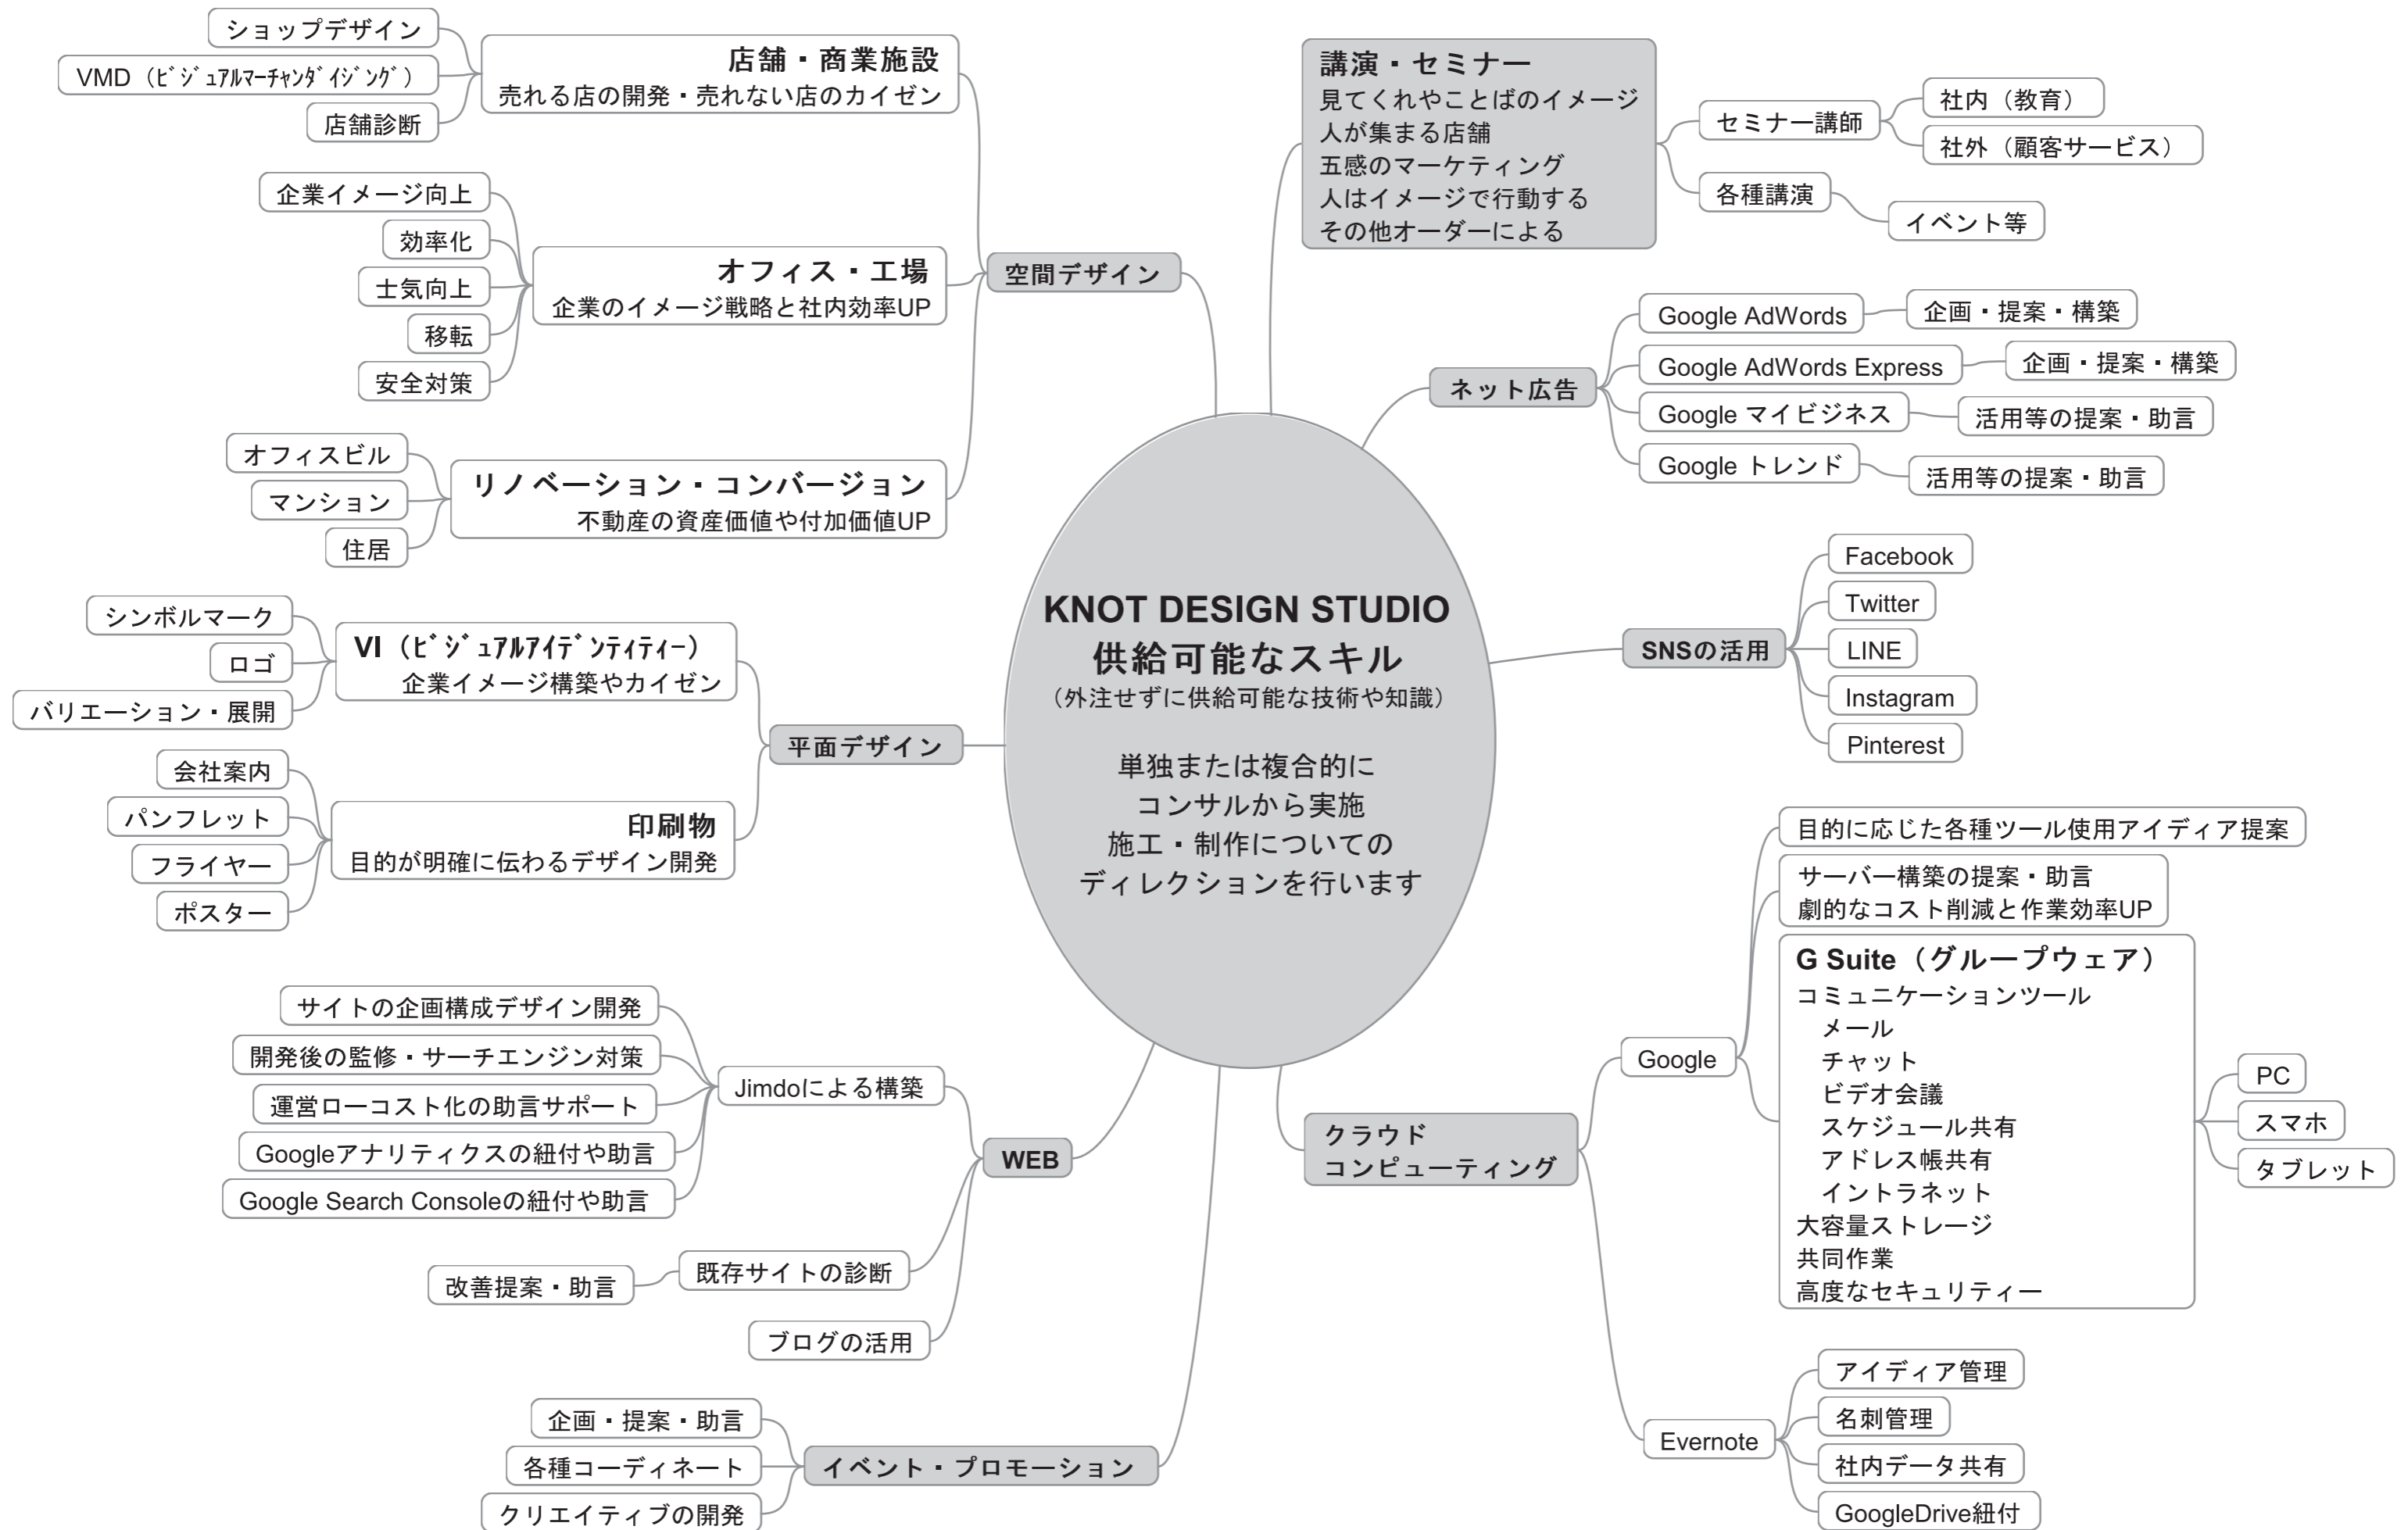 KNOT DESIGN STUDIO
供給可能なスキル
（外注せずに供給可能な技術や知識）
単独または複合的に
コンサルから実施
施工・制作についての
ディレクションを行います
空間デザイン
店舗・商業施設
売れる店の開発・売れない店のカイゼン
ショップデザイン
VMD（ﾋﾞｼﾞｭｱﾙﾏｰﾁｬﾝﾀﾞｲｼﾞﾝｸﾞ）
店舗診断
オフィス・工場
企業のイメージ戦略と社内効率UP
企業イメージ向上
効率化
士気向上
移転
安全対策
リノベーション・コンバージョン
不動産の資産価値や付加価値UP
オフィスビル
マンション
住居
平面デザイン
VI（ﾋﾞｼﾞｭｱﾙｱｲﾃﾞﾝﾃｨﾃｨｰ）
企業イメージ構築やカイゼン
シンボルマーク
ロゴ
バリエーション・展開
印刷物
目的が明確に伝わるデザイン開発
会社案内
パンフレット
フライヤー
ポスター
WEB
Jimdoによる構築
サイトの企画構成デザイン開発
開発後の監修・サーチエンジン対策
運営ローコスト化の助言サポート
Googleアナリティクスの紐付や助言
Google Search Consoleの紐付や助言
既存サイトの診断
改善提案・助言
ブログの活用
イベント・プロモーション
企画・提案・助言
各種コーディネート
クリエイティブの開発
講演・セミナー
見てくれやことばのイメージ
人が集まる店舗
五感のマーケティング
人はイメージで行動する
その他オーダーによる
セミナー講師
社内（教育）
社外（顧客サービス）
各種講演
イベント等
ネット広告
Google AdWords
企画・提案・構築
Google AdWords Express
企画・提案・構築
Google マイビジネス
活用等の提案・助言
Google トレンド
活用等の提案・助言
SNSの活用
Facebook
Twitter
LINE
Instagram
Pinterest
クラウド
コンピューティング
Google
目的に応じた各種ツール使用アイディア提案
サーバー構築の提案・助言
劇的なコスト削減と作業効率UP
G Suite（グループウェア）
コミュニケーションツール
メール
チャット
ビデオ会議
スケジュール共有
アドレス帳共有
イントラネット
大容量ストレージ
共同作業
高度なセキュリティー
PC
スマホ
タブレット
Evernote
アイディア管理
名刺管理
社内データ共有
GoogleDrive紐付